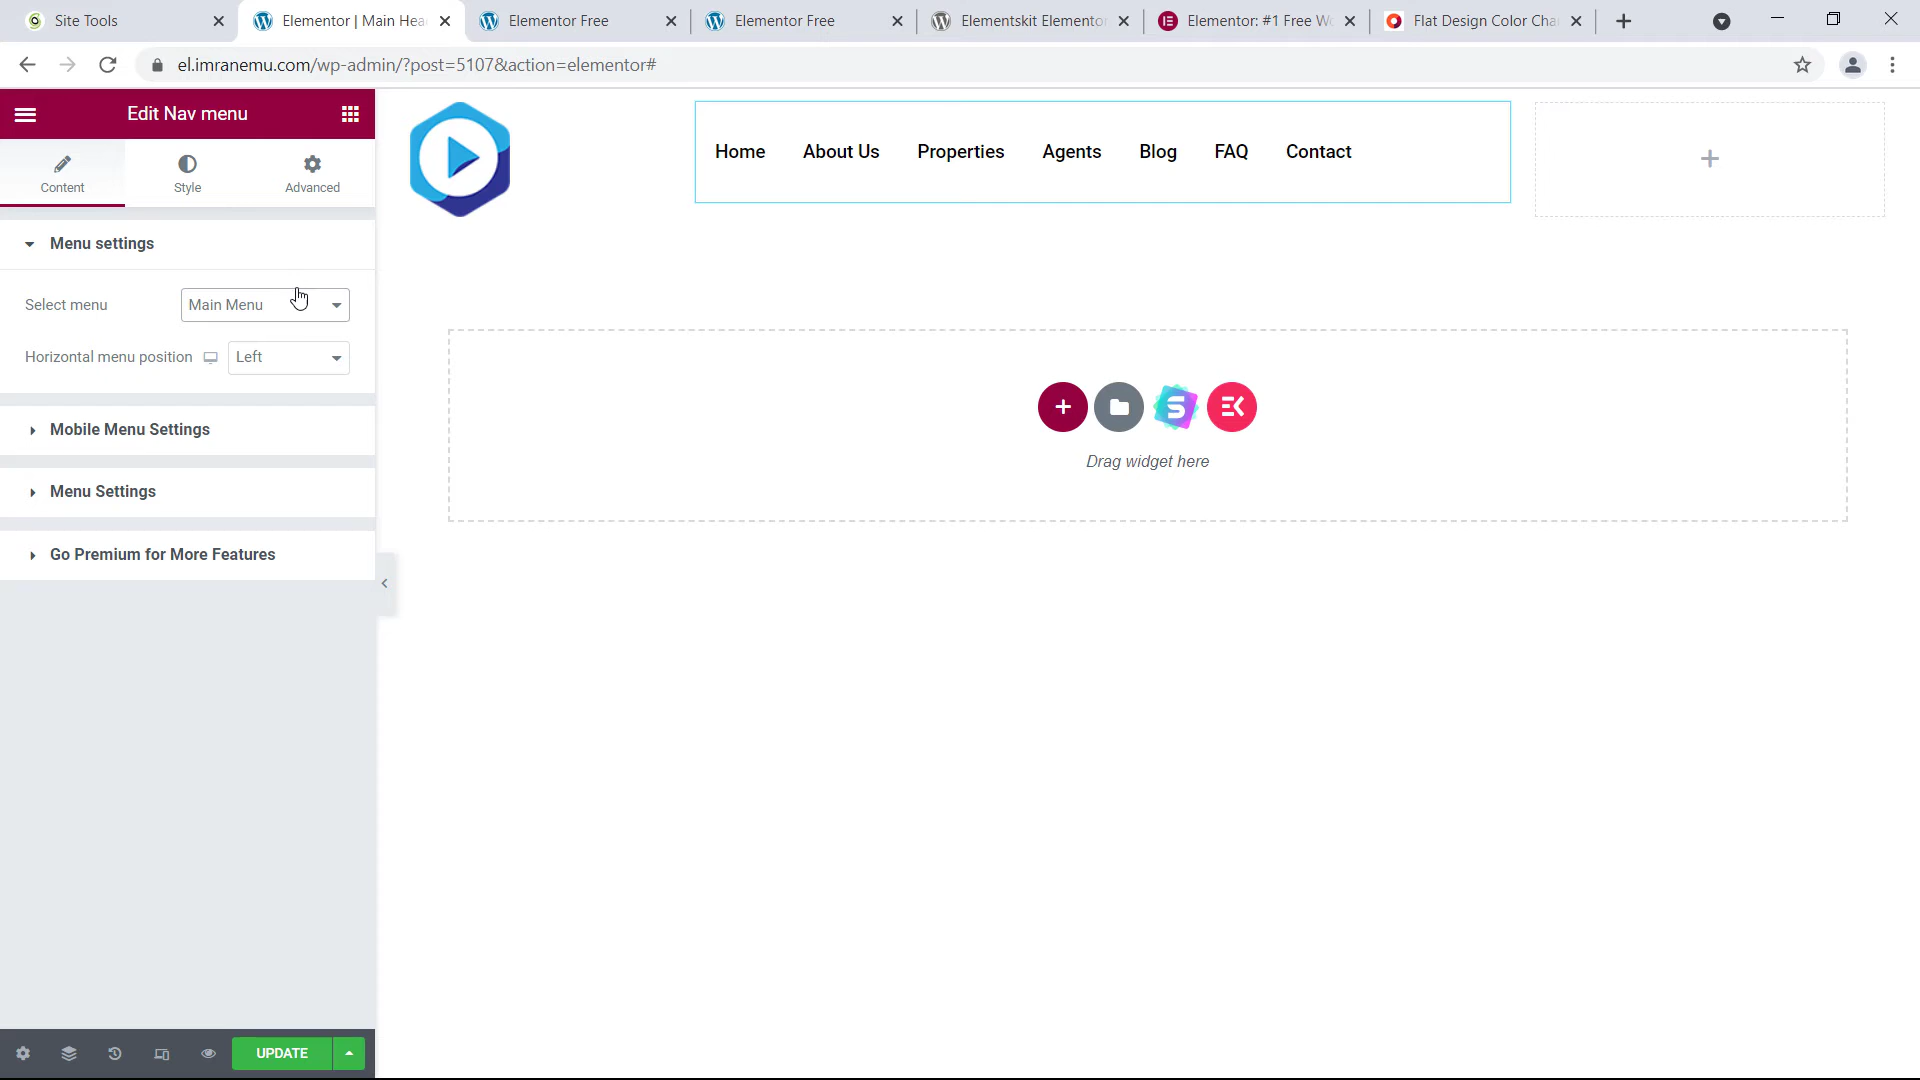 Site Tools
Elementor | Main Hea
Elementor Free
Elementor Free
Elementskit Elemento
Elementor: #1 Free Wo
Flat Design Color Cha
el.imranemu.com/wp-admin/?post=5107&action=elementor#
Edit Nav menu
Content
Style
Advanced
Menu settings
Select menu
Main Menu
Horizontal menu position
Left
Mobile Menu Settings
Menu Settings
Go Premium for More Features
UPDATE
Home About Us Properties Agents Blog FAQ Contact
Drag widget here